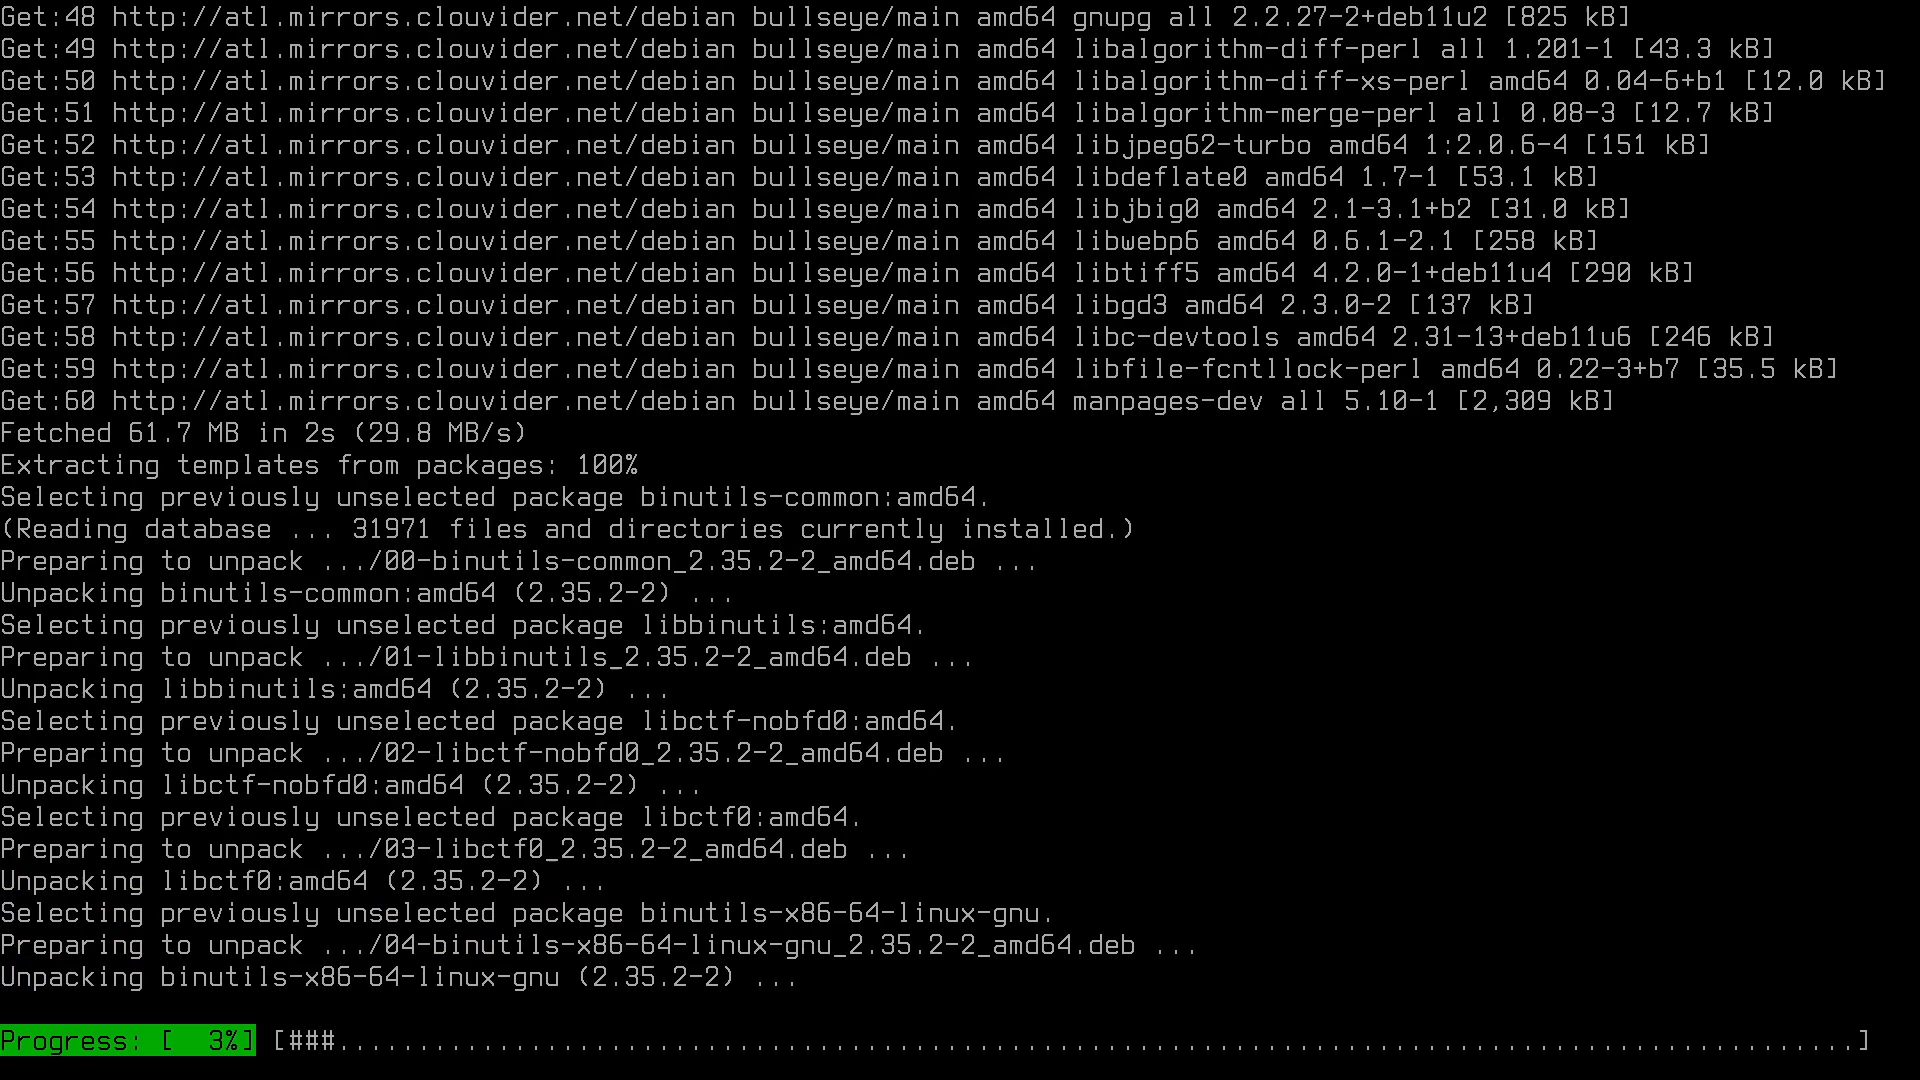 Get:48 http://atl.mirrors.clouvider.net/debian bullseye/main amd64 gnupg all 2.2.27-2+deb11u2 [825 kB]
Get:49 http://atl.mirrors.clouvider.net/debian bullseye/main amd64 libalgorithm-diff-perl all 1.201-1 [43.3 kB]
Get:50 http://atl.mirrors.clouvider.net/debian bullseye/main amd64 libalgorithm-diff-xs-perl amd64 0.04-6+b1 [12.0 kB]
Get:51 http://atl.mirrors.clouvider.net/debian bullseye/main amd64 libalgorithm-merge-perl all 0.08-3 [12.7 kB]
Get:52 http://atl.mirrors.clouvider.net/debian bullseye/main amd64 libjpeg62-turbo amd64 1:2.0.6-4 [151 kB]
Get:53 http://atl.mirrors.clouvider.net/debian bullseye/main amd64 libdeflate0 amd64 1.7-1 [53.1 kB]
Get:54 http://atl.mirrors.clouvider.net/debian bullseye/main amd64 libjbig0 amd64 2.1-3.1+b2 [31.0 kB]
Get:55 http://atl.mirrors.clouvider.net/debian bullseye/main amd64 libwebp6 amd64 0.6.1-2.1 [258 kB]
Get:56 http://atl.mirrors.clouvider.net/debian bullseye/main amd64 libtiff5 amd64 4.2.0-1+deb11u4 [290 kB]
Get:57 http://atl.mirrors.clouvider.net/debian bullseye/main amd64 libgd3 amd64 2.3.0-2 [137 kB]
Get:58 http://atl.mirrors.clouvider.net/debian bullseye/main amd64 libc-devtools amd64 2.31-13+deb11u6 [246 kB]
Get:59 http://atl.mirrors.clouvider.net/debian bullseye/main amd64 libfile-fcntllock-perl amd64 0.22-3+b7 [35.5 kB]
Get:60 http://atl.mirrors.clouvider.net/debian bullseye/main amd64 manpages-dev all 5.10-1 [2,309 kB]
Fetched 61.7 MB in 2s (29.8 MB/s)
Extracting templates from packages: 100%
Selecting previously unselected package binutils-common:amd64.
(Reading database ... 31971 files and directories currently installed.)
Preparing to unpack .../00-binutils-common_2.35.2-2_amd64.deb ...
Unpacking binutils-common:amd64 (2.35.2-2) ...
Selecting previously unselected package libbinutils:amd64.
Preparing to unpack .../01-libbinutils_2.35.2-2_amd64.deb ...
Unpacking libbinutils:amd64 (2.35.2-2) ...
Selecting previously unselected package libctf-nobfd0:amd64.
Preparing to unpack .../02-libctf-nobfd0_2.35.2-2_amd64.deb ...
Unpacking libctf-nobfd0:amd64 (2.35.2-2) ...
Selecting previously unselected package libctf0:amd64.
Preparing to unpack .../03-libctf0_2.35.2-2_amd64.deb ...
Unpacking libctf0:amd64 (2.35.2-2) ...
Selecting previously unselected package binutils-x86-64-linux-gnu.
Preparing to unpack .../04-binutils-x86-64-linux-gnu_2.35.2-2_amd64.deb ...
Unpacking binutils-x86-64-linux-gnu (2.35.2-2) ...
Progress: [  3%] [###...............................................................................................]